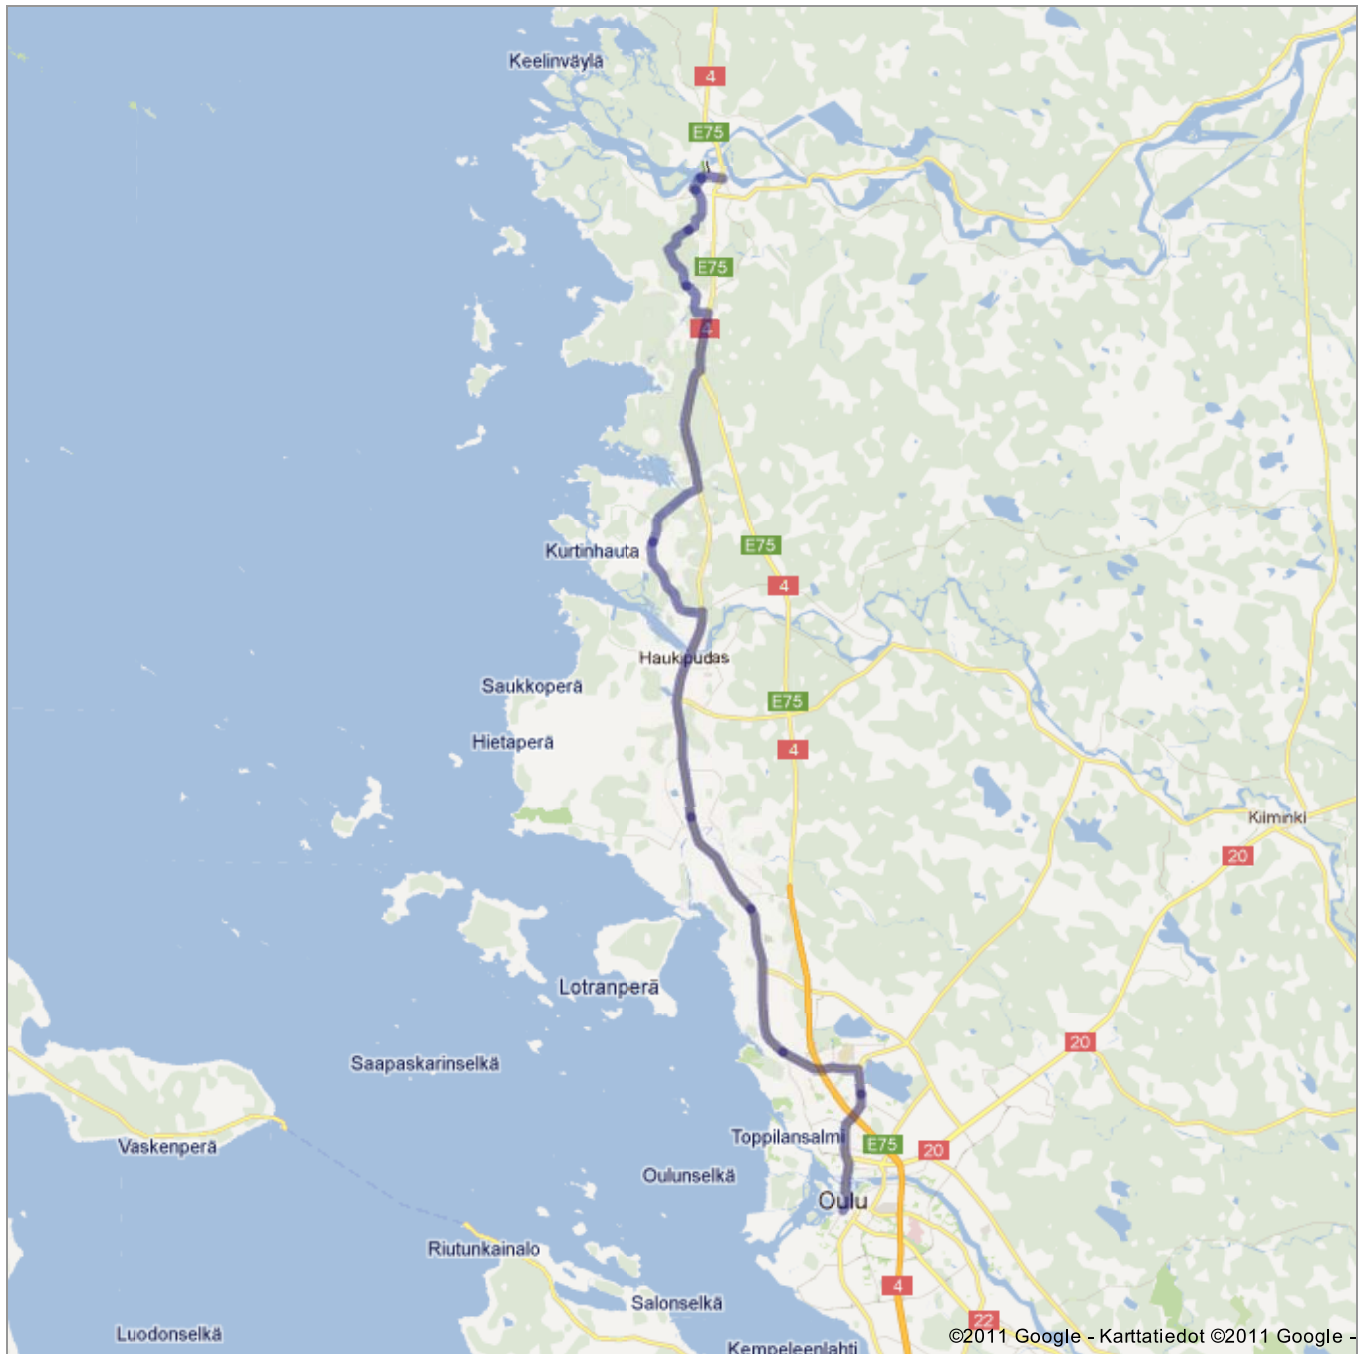 Keelinväylä
4
E75
E75
4
E75
Kurtinhauta
4
Haukipudas
Saukkoperä
E75
Hietaperä
4
Kiiminki
20
Lotranperä
20
Saapaskarinselkä
Toppilansalmi
E75
20
Vaskenperä
Oulunselkä
Oulu
Riutunkainalo
4
Salonselkä
22
Luodonselkä
©2011 Google - Karttatiedot ©2011 Google -
Kempeleenlahti